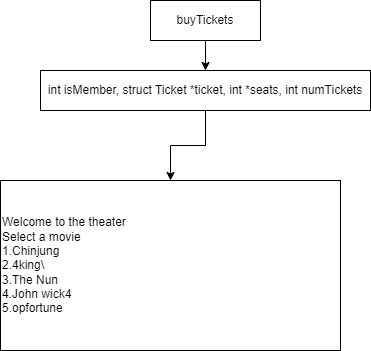 buyTickets
int isMember, struct Ticket *ticket, int *seats, int numTickets
Welcome to the theater
Select a movie
1.Chinjung
2.4king\
3.The Nun
4.John wick4
5.opfortune